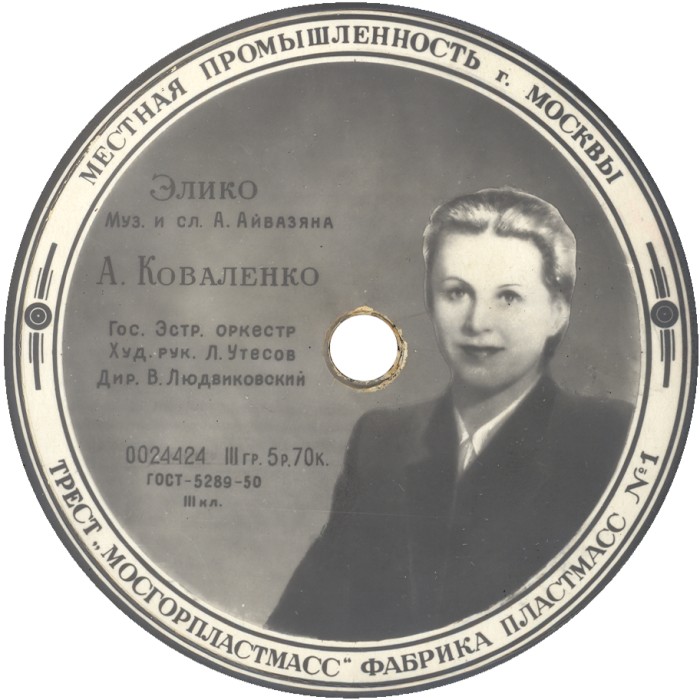 МЕСТНАЯ ПРОМЫШЛЕННОСТЬ г. МОСКВЫ
Элико
Муз. и сл. А. Айвазяна
А. Коваленко
Гос. Эстр. оркестр
Худ. рук. Л. Утесов
Дир. В. Людвиковский
0024424 III гр. 5 р. 70 к.
ГОСТ-5289-50
III кл.
ТРЕСТ „МОСГОРПЛАСТМАСС“ ФАБРИКА ПЛАСТМАСС №1